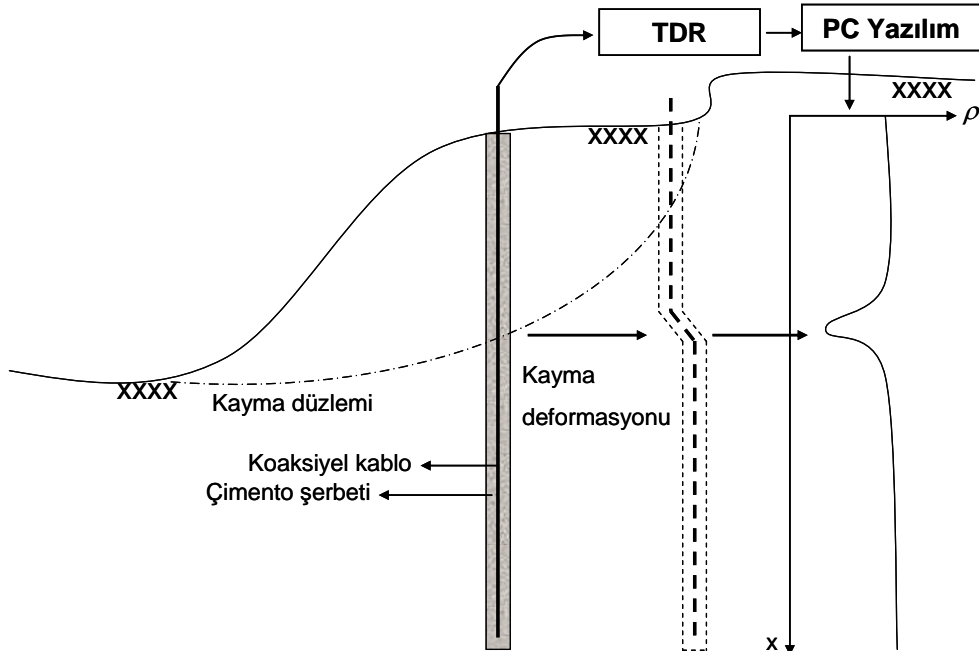 TDR
PC Yazılım
XXXX
ρ
XXXX
XXXX
Kayma düzlemi
Kayma
deformasyonu
Koaksiyel kablo
Çimento şerbeti
x